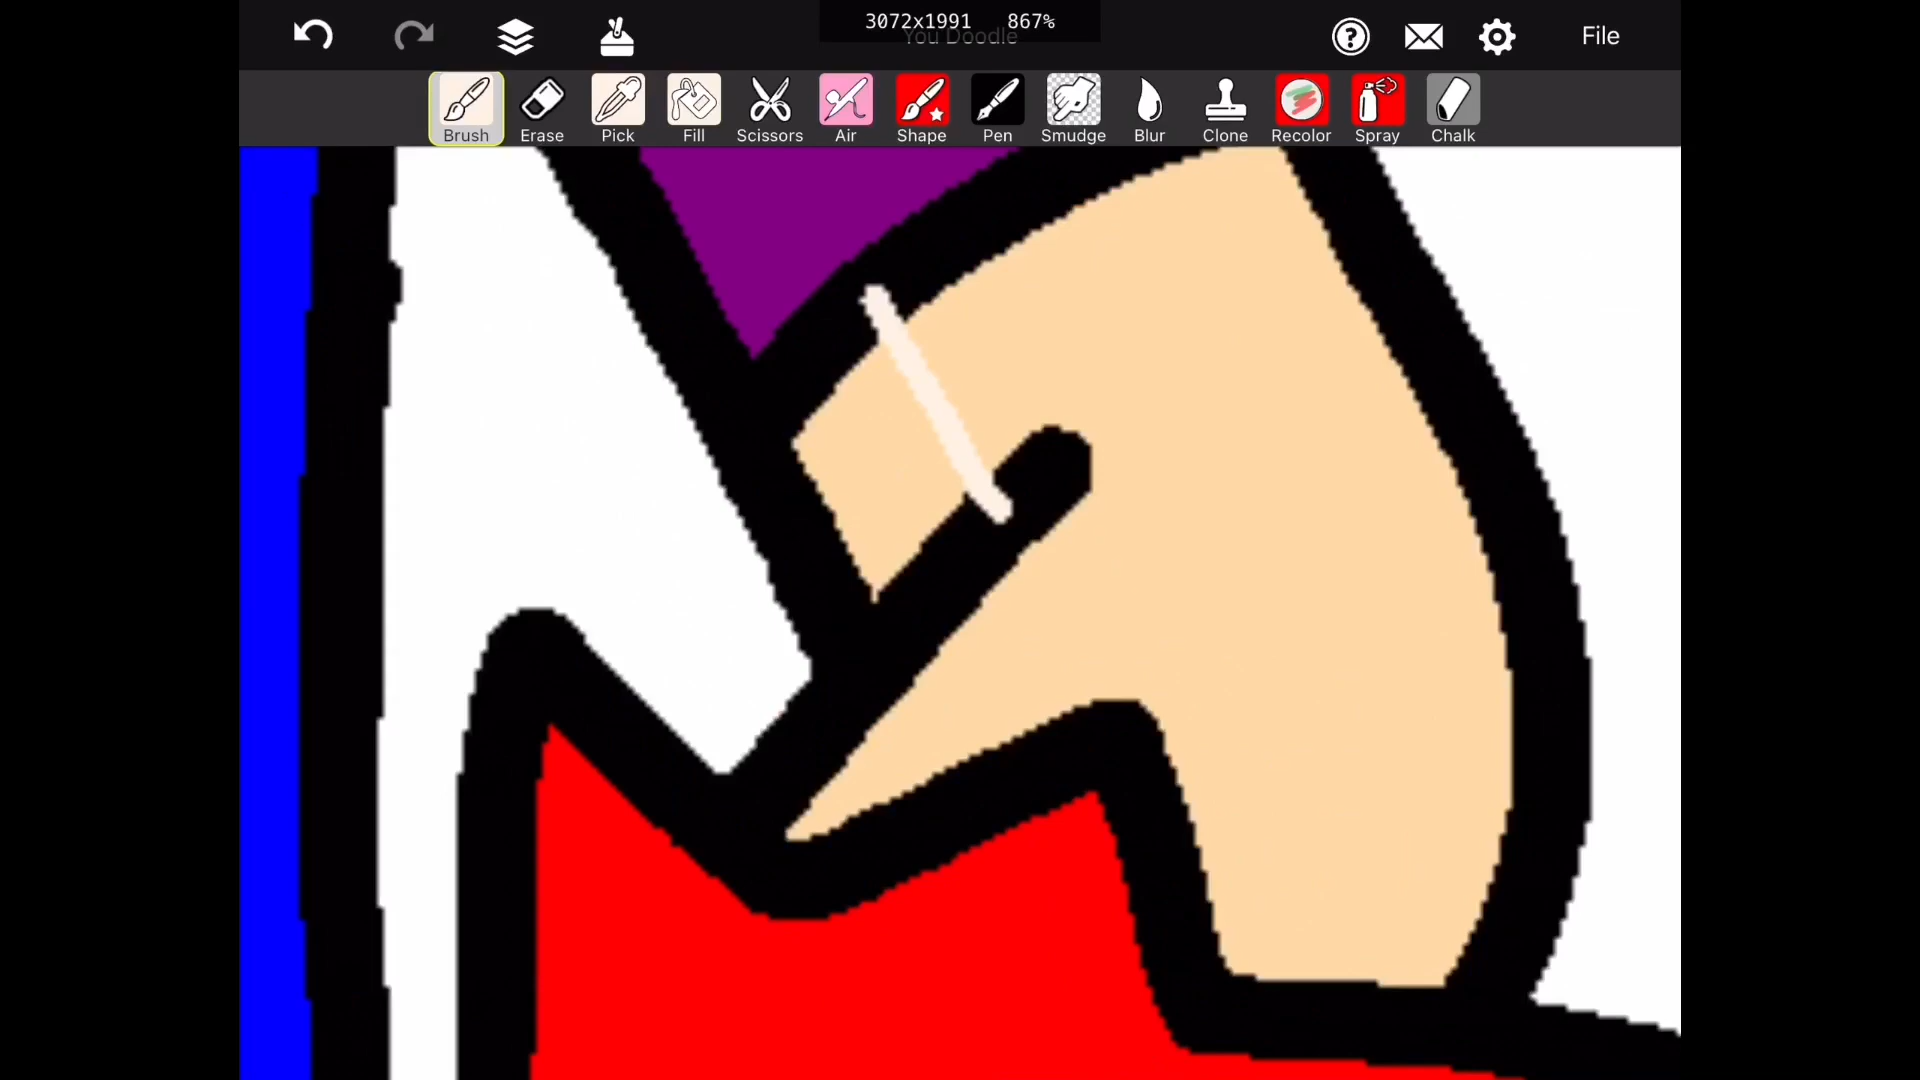 3072x1991 867%
You Doodle
File
Brush Erase Pick Fill Scissors Air Shape Pen Smudge Blur Clone Recolor Spray Chalk